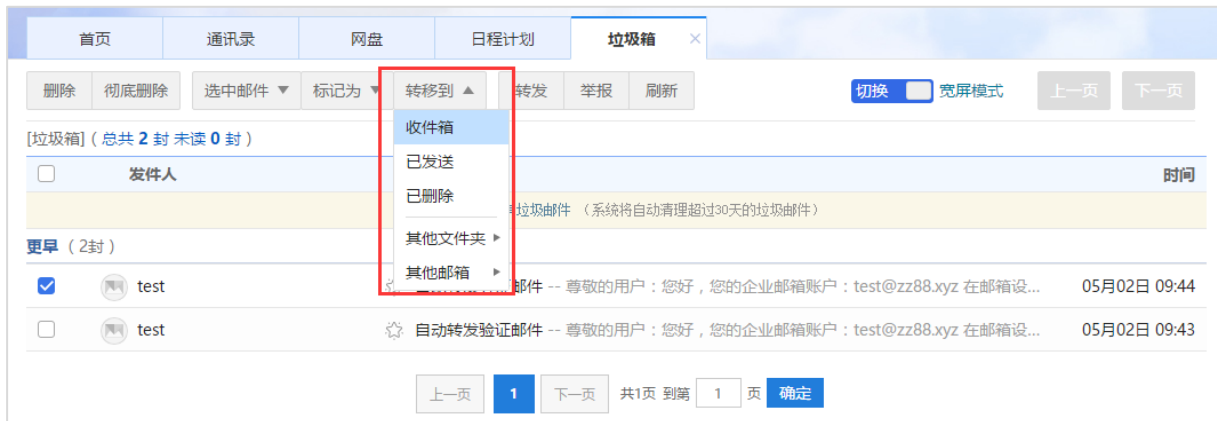 首页 通讯录 网盘 日程计划 垃圾箱 ×
删除 彻底删除 选中邮件 ▼ 标记为 ▼ 转移到 ▲ 转发 举报 刷新 切换 宽屏模式 上一页 下一页
收件箱
[垃圾箱] ( 总共 2 封 未读 0 封 )
已发送
发件人 时间
已删除
垃圾邮件 （系统将自动清理超过30天的垃圾邮件）
其他文件夹 ▶
更早 （2封）
其他邮箱 ▶
test 邮件 -- 尊敬的用户：您好，您的企业邮箱账户：test@zz88.xyz 在邮箱设... 05月02日 09:44
test 自动转发验证邮件 -- 尊敬的用户：您好，您的企业邮箱账户：test@zz88.xyz 在邮箱设... 05月02日 09:43
上一页 1 下一页 共1页 到第 1 页 确定